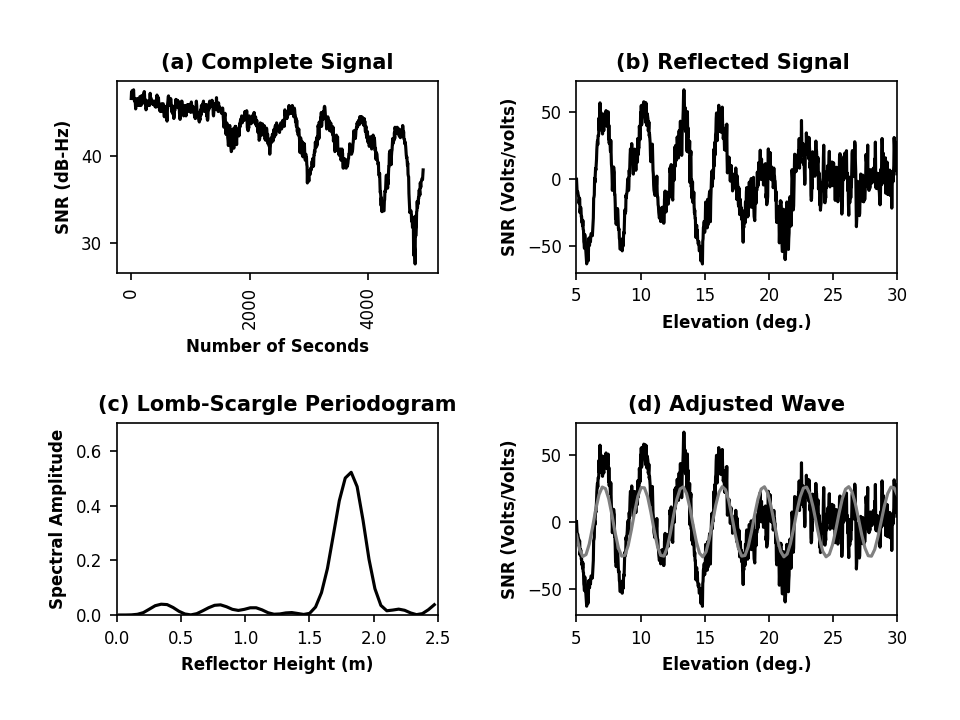 (a) Complete Signal
SNR (dB-Hz)
40
30
0
2000
4000
Number of Seconds
(b) Reflected Signal
SNR (Volts/volts)
50
0
−50
5 10 15 20 25 30
Elevation (deg.)
(c) Lomb-Scargle Periodogram
Spectral Amplitude
0.6
0.4
0.2
0.0
0.0 0.5 1.0 1.5 2.0 2.5
Reflector Height (m)
(d) Adjusted Wave
SNR (Volts/Volts)
50
0
−50
5 10 15 20 25 30
Elevation (deg.)